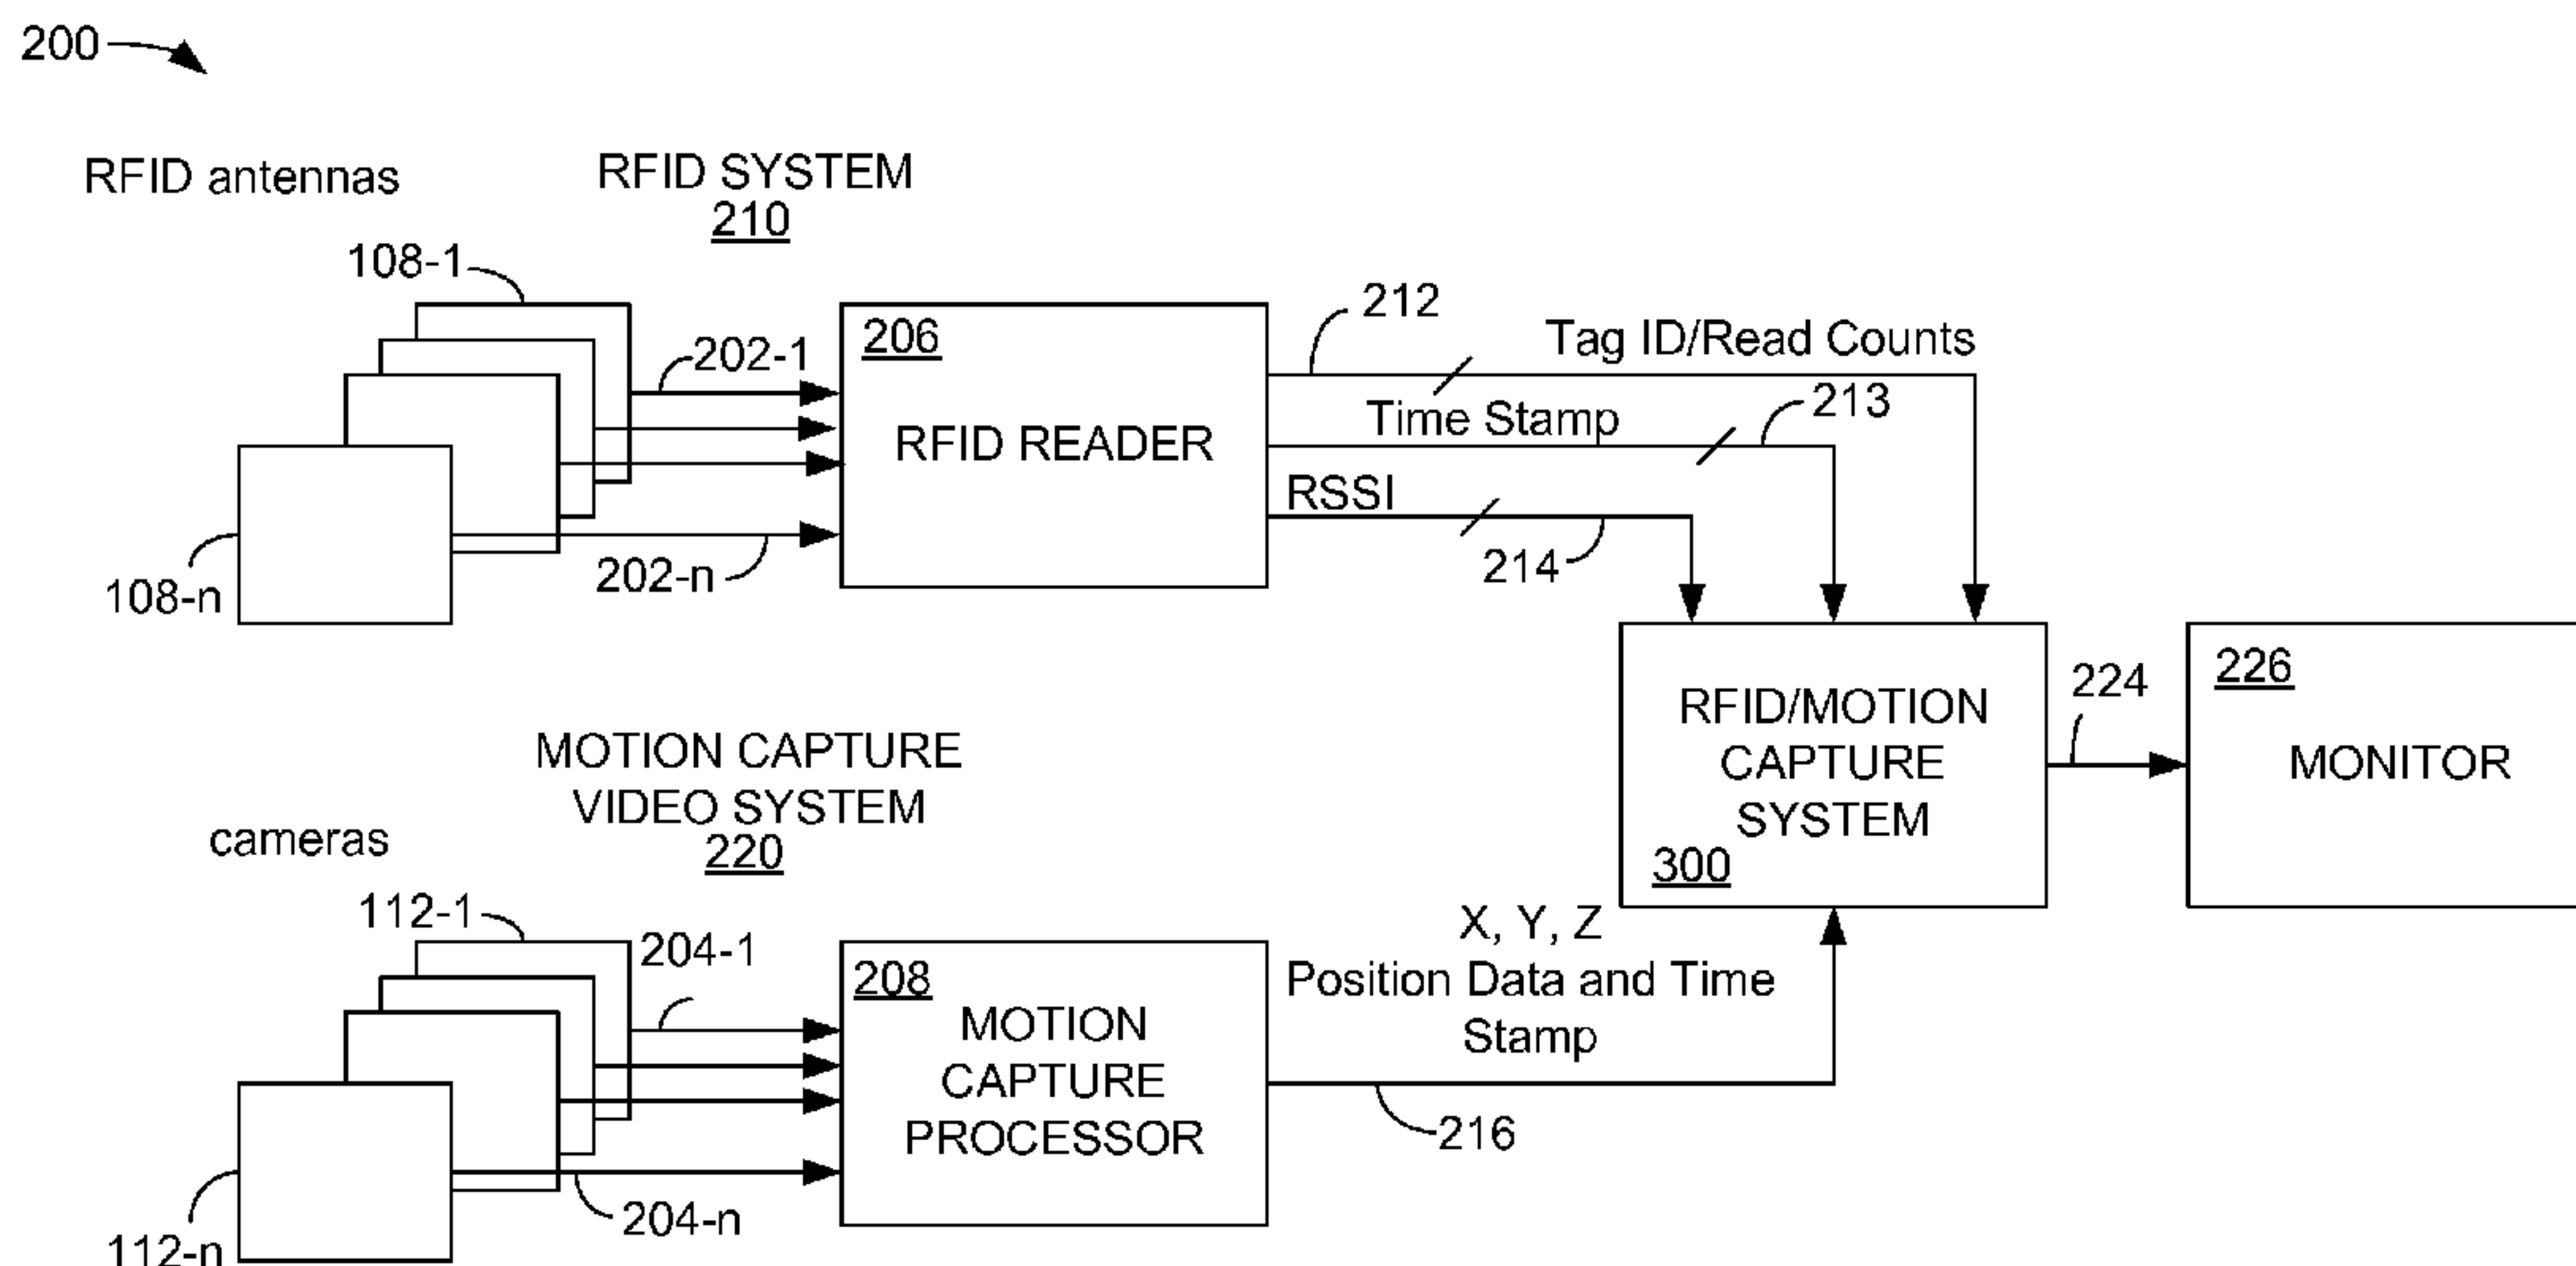 200
RFID antennas
RFID SYSTEM
210
108-1
202-1
202-n
108-n
206
RFID READER
212
Tag ID/Read Counts
Time Stamp
213
RSSI
214
RFID/MOTION
CAPTURE
SYSTEM
300
224
226
MONITOR
MOTION CAPTURE
VIDEO SYSTEM
220
cameras
112-1
204-1
204-n
112-n
208
MOTION
CAPTURE
PROCESSOR
X, Y, Z
Position Data and Time
Stamp
216